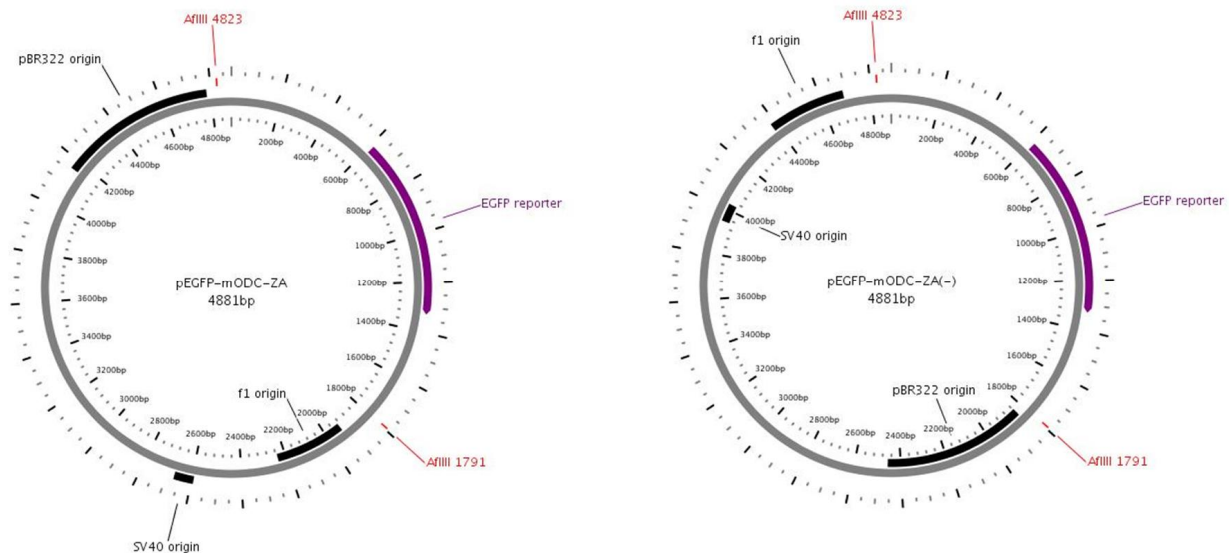 AflIII 4823
pBR322 origin
4800bp
200bp
400bp
600bp
800bp
1000bp
1200bp
1400bp
1600bp
1800bp
2000bp
2200bp
2400bp
2600bp
2800bp
3000bp
3200bp
3400bp
3600bp
3800bp
4000bp
4200bp
4400bp
4600bp
EGFP reporter
pEGFP-mODC-ZA
4881bp
f1 origin
AflIII 1791
SV40 origin
AflIII 4823
f1 origin
4800bp
200bp
400bp
600bp
800bp
1000bp
1200bp
1400bp
1600bp
1800bp
2000bp
2200bp
2400bp
2600bp
2800bp
3000bp
3200bp
3400bp
3600bp
3800bp
4000bp
4200bp
4400bp
4600bp
EGFP reporter
SV40 origin
pEGFP-mODC-ZA(-)
4881bp
pBR322 origin
AflIII 1791